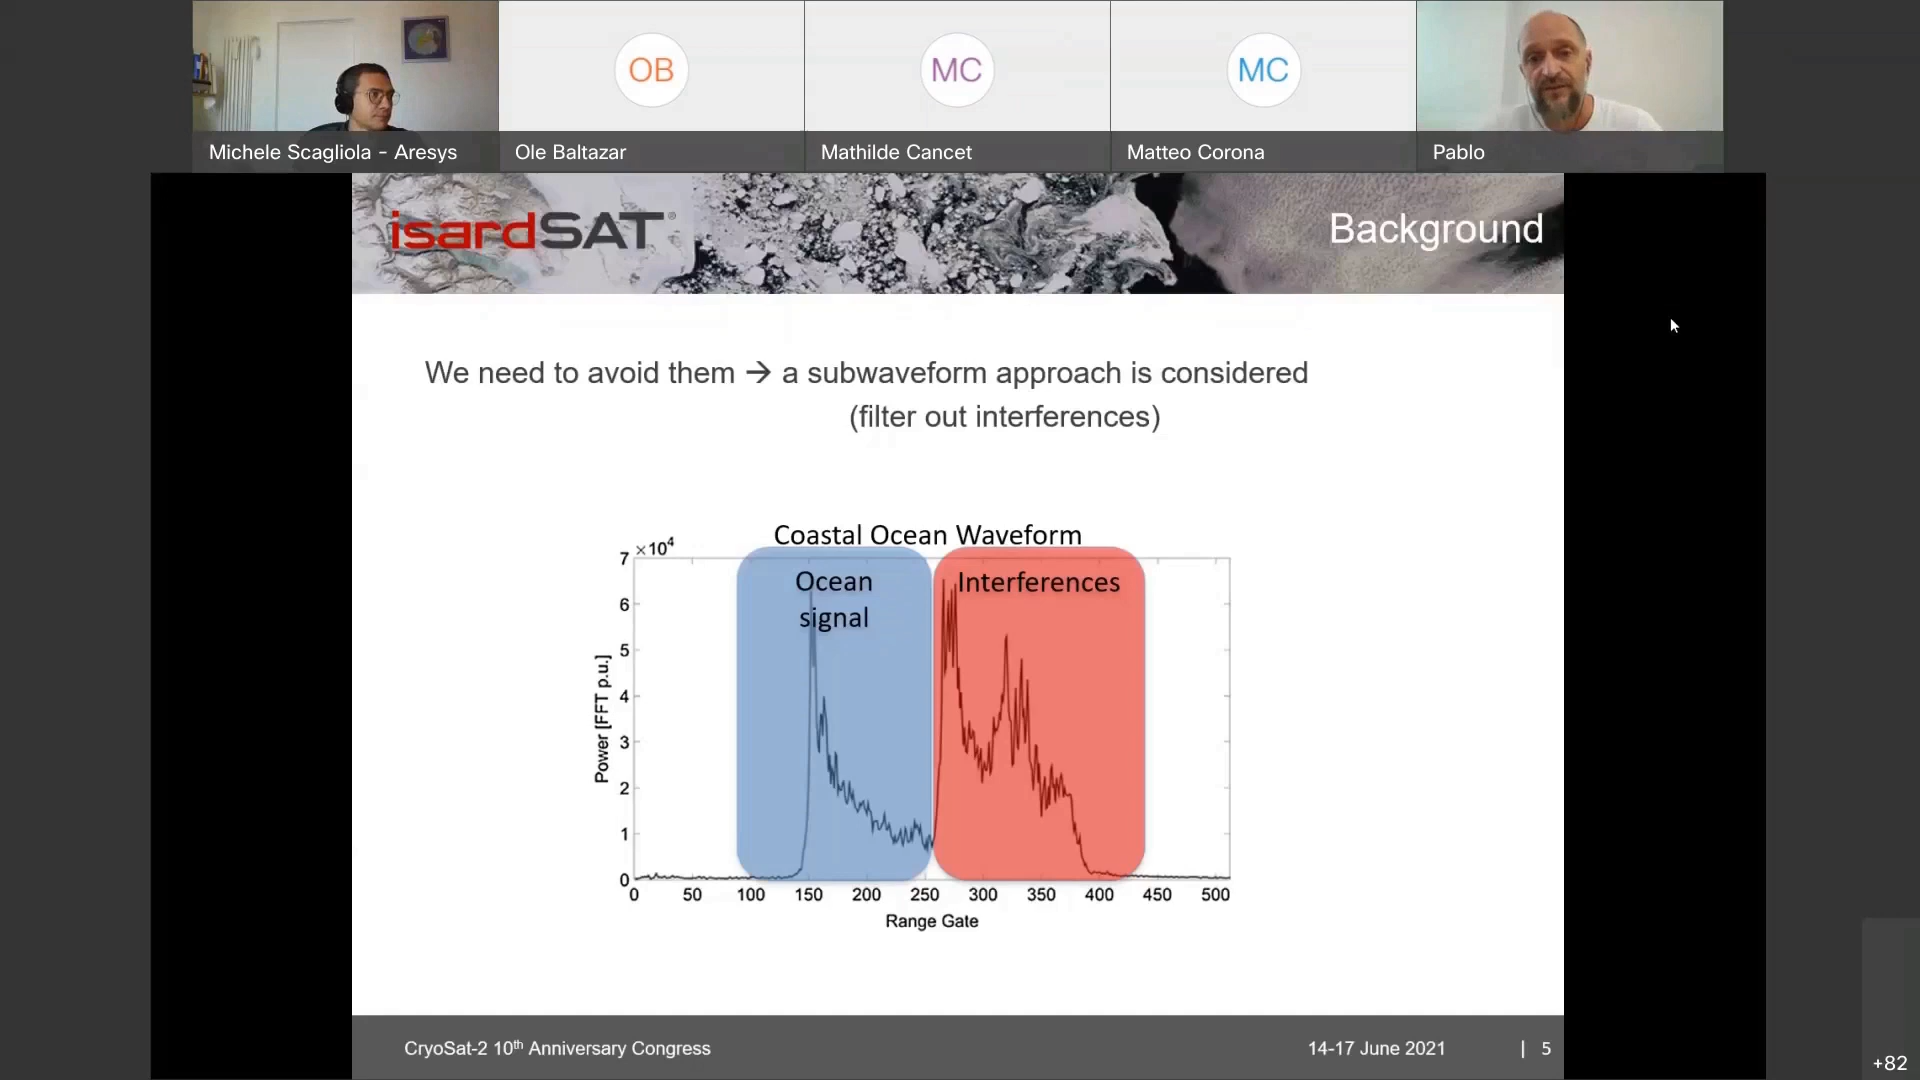 OB
MC
MC
Michele Scagliola - Aresys
Ole Baltazar
Mathilde Cancet
Matteo Corona
Pablo
isardSAT®
Background
We need to avoid them → a subwaveform approach is considered
(filter out interferences)
Coastal Ocean Waveform
×10⁴
Ocean
signal
Interferences
7
6
5
4
3
2
1
0
Power [FFT p.u.]
0 50 100 150 200 250 300 350 400 450 500
Range Gate
CryoSat-2 10th Anniversary Congress
14-17 June 2021
| 5
+82